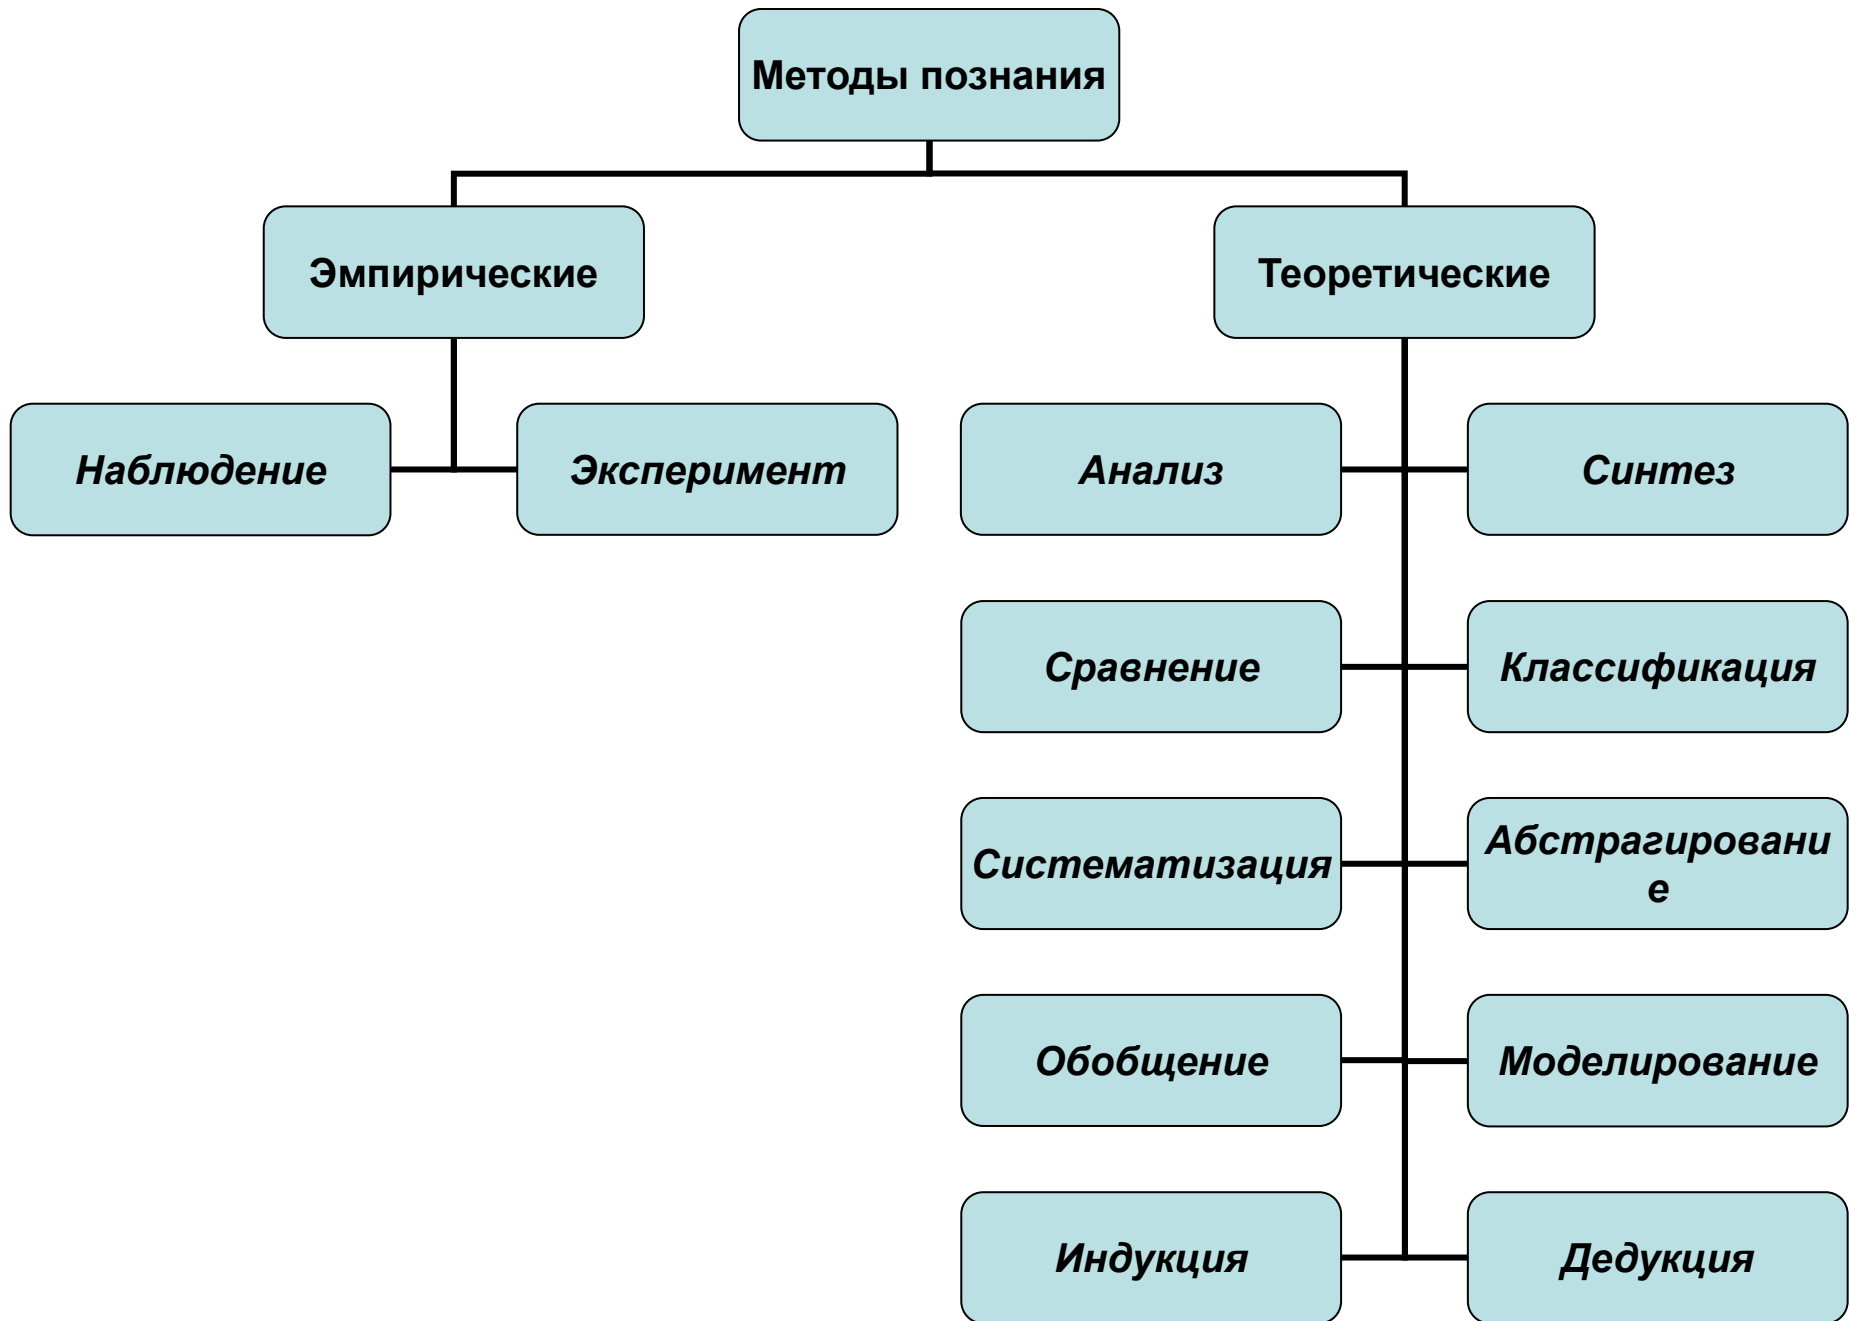 Методы познания
Эмпирические
Теоретические
Наблюдение
Эксперимент
Анализ
Синтез
Сравнение
Классификация
Систематизация
Абстрагировани
е
Обобщение
Моделирование
Индукция
Дедукция